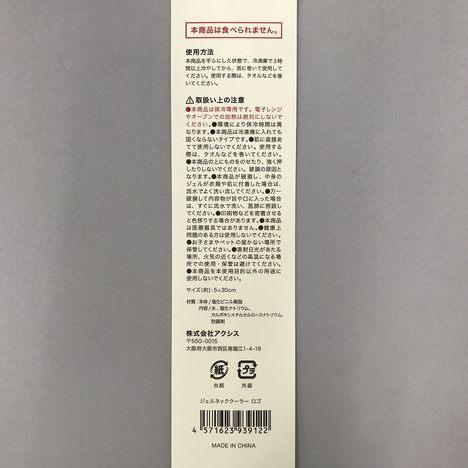 本商品は食べられません。
使用方法
本商品を平らにした状態で、冷凍庫で3時
間以上冷やしてから、首に巻いて使用して
ください。使用する際は、タオルなどを巻
いてください。
取扱い上の注意
●本商品は保冷専用です。電子レンジ
やオーブンでの加熱は絶対にしないで
ください。●環境により保冷時間は異
なります。●本商品は冷凍庫に入れても
固くならないタイプです。●肌に直接あ
てて使用しないでください。使用する
際は、タオルなどを巻いてください。
●本商品の上にものをのせたり、強く押
したりしないでください。破損の原因と
なります。●本商品が破損し、中身の
ジェルが衣類や肌に付着した場合は、
流水でよく洗い流してください。●万一
破損して内容物が目や口に入った場合
は、すぐに流水で洗い、医師に相談し
てください。●印刷物などを密着させる
と色移りする場合があります。●本商品
は医療器具ではありません。●健康上
問題のある方は使用しないでください。
●お子さまやペットの届かない場所で
保管してください。●直射日光があたる
場所、火気の近くなどの高温になる場
所での使用・保管は避けてください。
●本商品を本使用目的以外の用途に
使用しないでください。
サイズ(約):5×30cm
材質:本体/塩化ビニル樹脂
内容/水、塩化ナトリウム、
カルボキシメチルセルロースナトリウム、
防腐剤
株式会社アクシス
〒550-0015
大阪府大阪市西区南堀江1-4-19
紙 プラ
台紙 外装
ジェルネッククーラー ロゴ
4 571623 939122
MADE IN CHINA